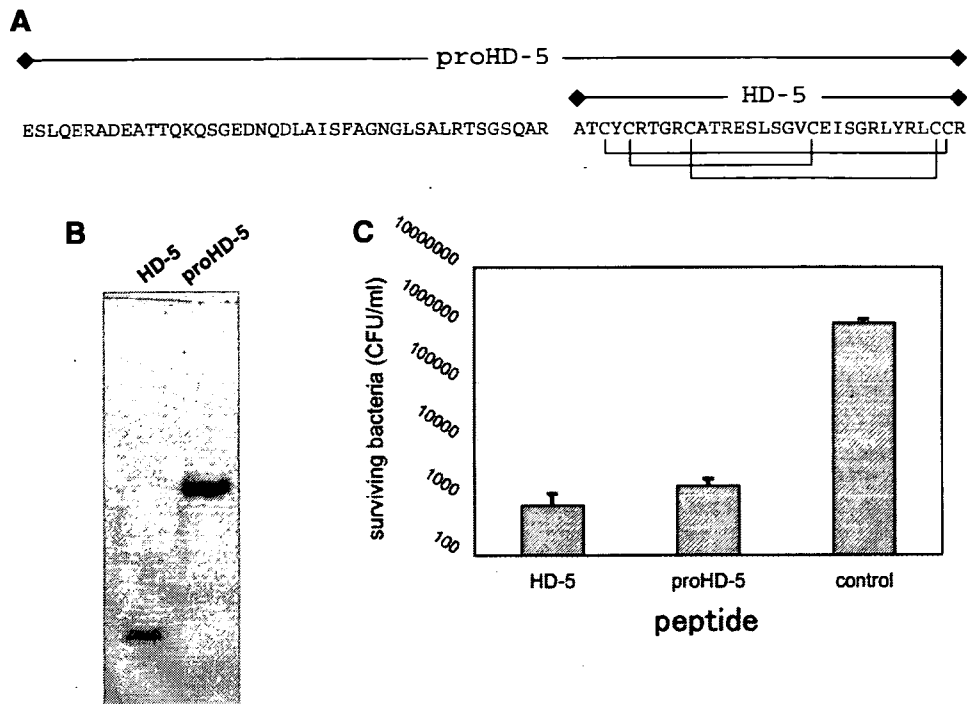 A
proHD-5
HD-5
ESLQERADEATTQKQSGEDNQDLAISFAGNGLSALRTSGSQAR ATCYCRTGRCATRESLSGVCEISGRLYRLCCR
B
HD-5
proHD-5
C
10000000
1000000
100000
10000
1000
100
surviving bacteria (CFU/ml)
HD-5 proHD-5 control
peptide